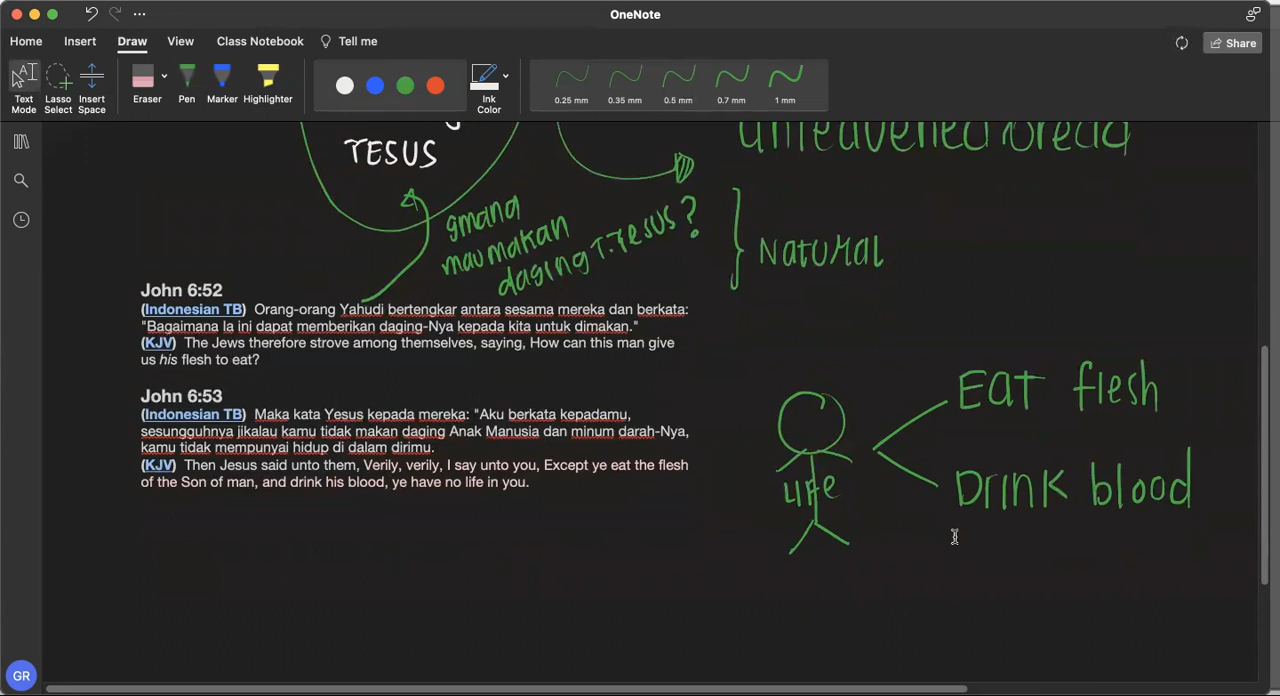 OneNote
Home Insert Draw View Class Notebook Tell me
Share
Text Mode
Lasso Select
Insert Space
Eraser
Pen
Marker
Highlighter
Ink Color
0.25 mm 0.35 mm 0.5 mm 0.7 mm 1 mm
unleavened bread
TESUS
gmana
mau makan
daging T.YESUS?
Natural
John 6:52
(Indonesian TB) Orang-orang Yahudi bertengkar antara sesama mereka dan berkata:
"Bagaimana Ia ini dapat memberikan daging-Nya kepada kita untuk dimakan."
(KJV) The Jews therefore strove among themselves, saying, How can this man give
us his flesh to eat?
John 6:53
(Indonesian TB) Maka kata Yesus kepada mereka: "Aku berkata kepadamu,
sesungguhnya jikalau kamu tidak makan daging Anak Manusia dan minum darah-Nya,
kamu tidak mempunyai hidup di dalam dirimu.
(KJV) Then Jesus said unto them, Verily, verily, I say unto you, Except ye eat the flesh
of the Son of man, and drink his blood, ye have no life in you.
Eat flesh
LIFe
Drink blood
GR